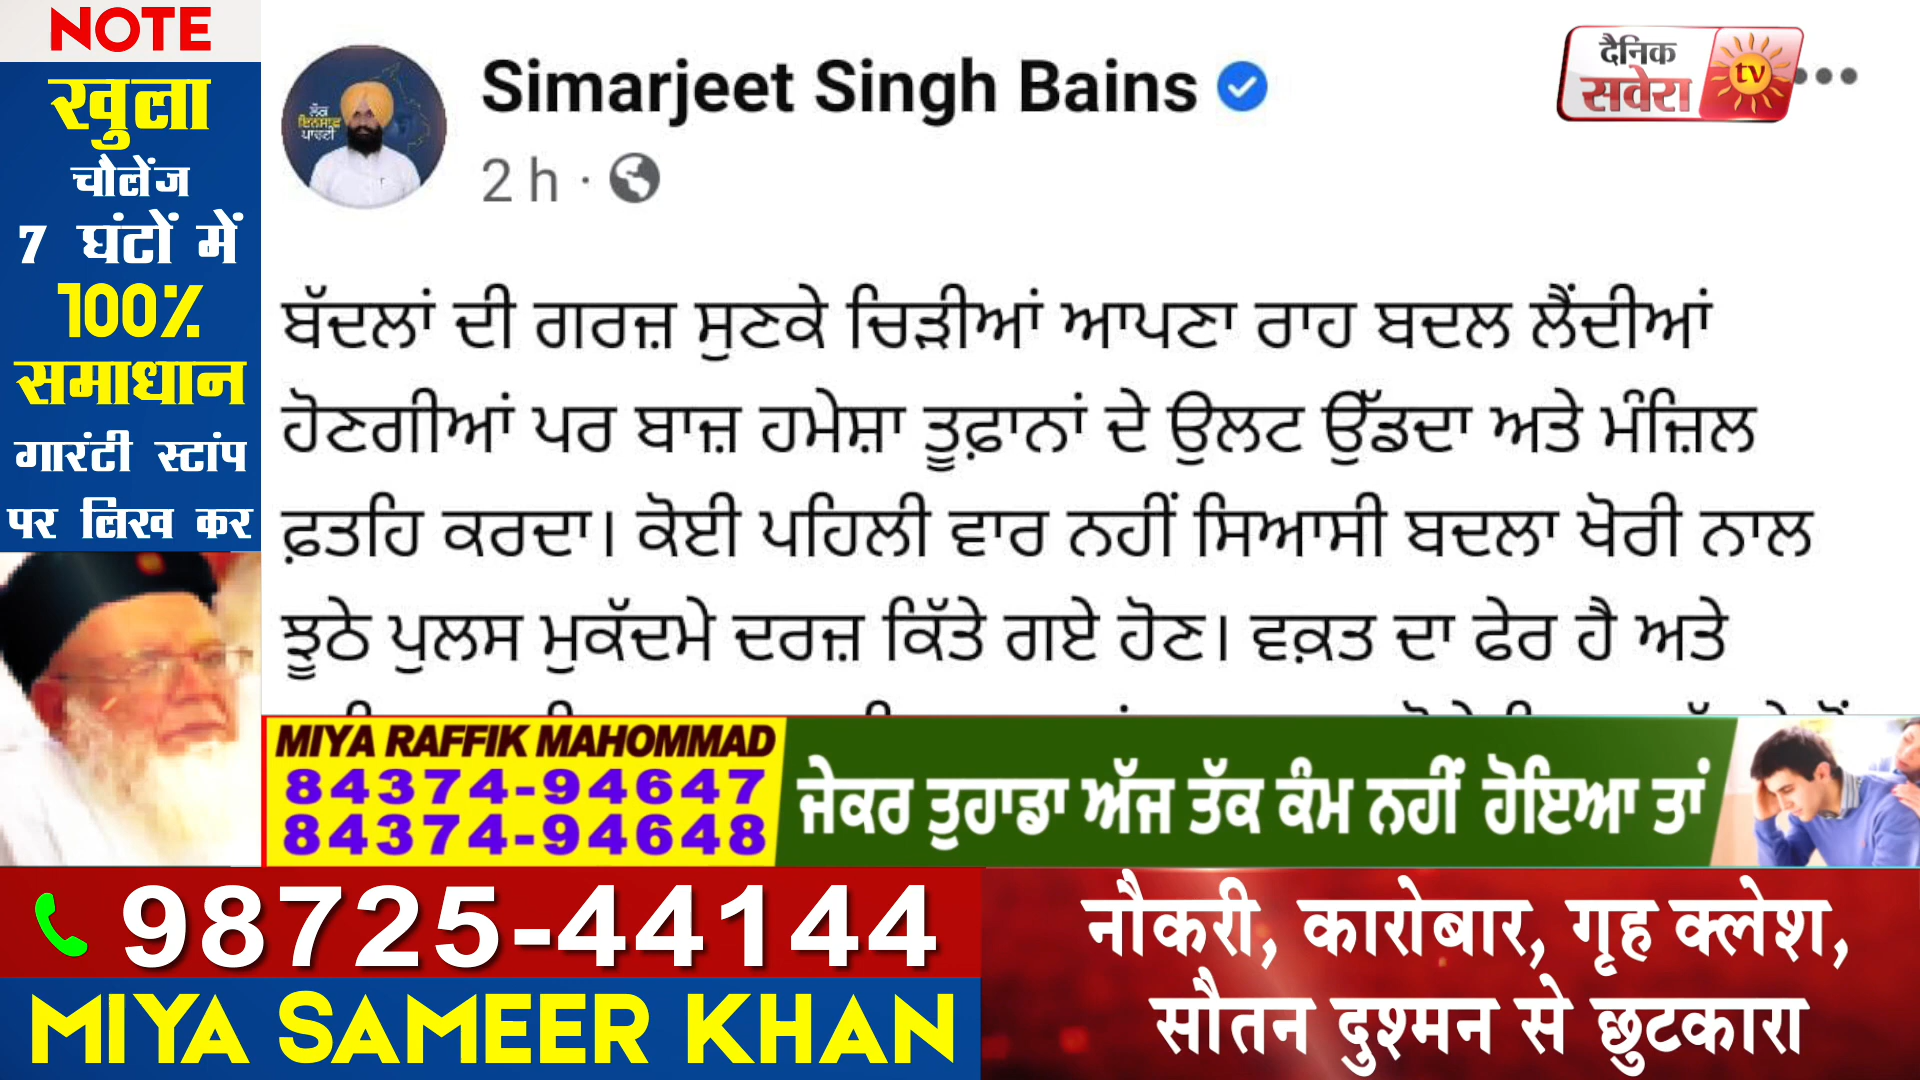 NOTE
खुला
चौलेंज
7 घंटों में
100%
समाधान
गारंटी स्टांप
पर लिख कर
ਲੋਕ
ਇਨਸਾਫ਼
ਪਾਰਟੀ
Simarjeet Singh Bains
2 h ·
दैनिक
सवेरा
tv
ਬੱਦਲਾਂ ਦੀ ਗਰਜ਼ ਸੁਣਕੇ ਚਿੜੀਆਂ ਆਪਣਾ ਰਾਹ ਬਦਲ ਲੈਂਦੀਆਂ
ਹੋਣਗੀਆਂ ਪਰ ਬਾਜ਼ ਹਮੇਸ਼ਾ ਤੂਫ਼ਾਨਾਂ ਦੇ ਉਲਟ ਉੱਡਦਾ ਅਤੇ ਮੰਜ਼ਿਲ
ਫ਼ਤਹਿ ਕਰਦਾ। ਕੋਈ ਪਹਿਲੀ ਵਾਰ ਨਹੀਂ ਸਿਆਸੀ ਬਦਲਾ ਖੋਰੀ ਨਾਲ
ਝੂਠੇ ਪੁਲਸ ਮੁਕੱਦਮੇ ਦਰਜ਼ ਕਿੱਤੇ ਗਏ ਹੋਣ। ਵਕ਼ਤ ਦਾ ਫੇਰ ਹੈ ਅਤੇ
MIYA RAFFIK MAHOMMAD
84374-94647
84374-94648
ਜੇਕਰ ਤੁਹਾਡਾ ਅੱਜ ਤੱਕ ਕੰਮ ਨਹੀਂ ਹੋਇਆ ਤਾਂ
98725-44144
MIYA SAMEER KHAN
नौकरी, कारोबार, गृह क्लेश,
सौतन दुश्मन से छुटकारा